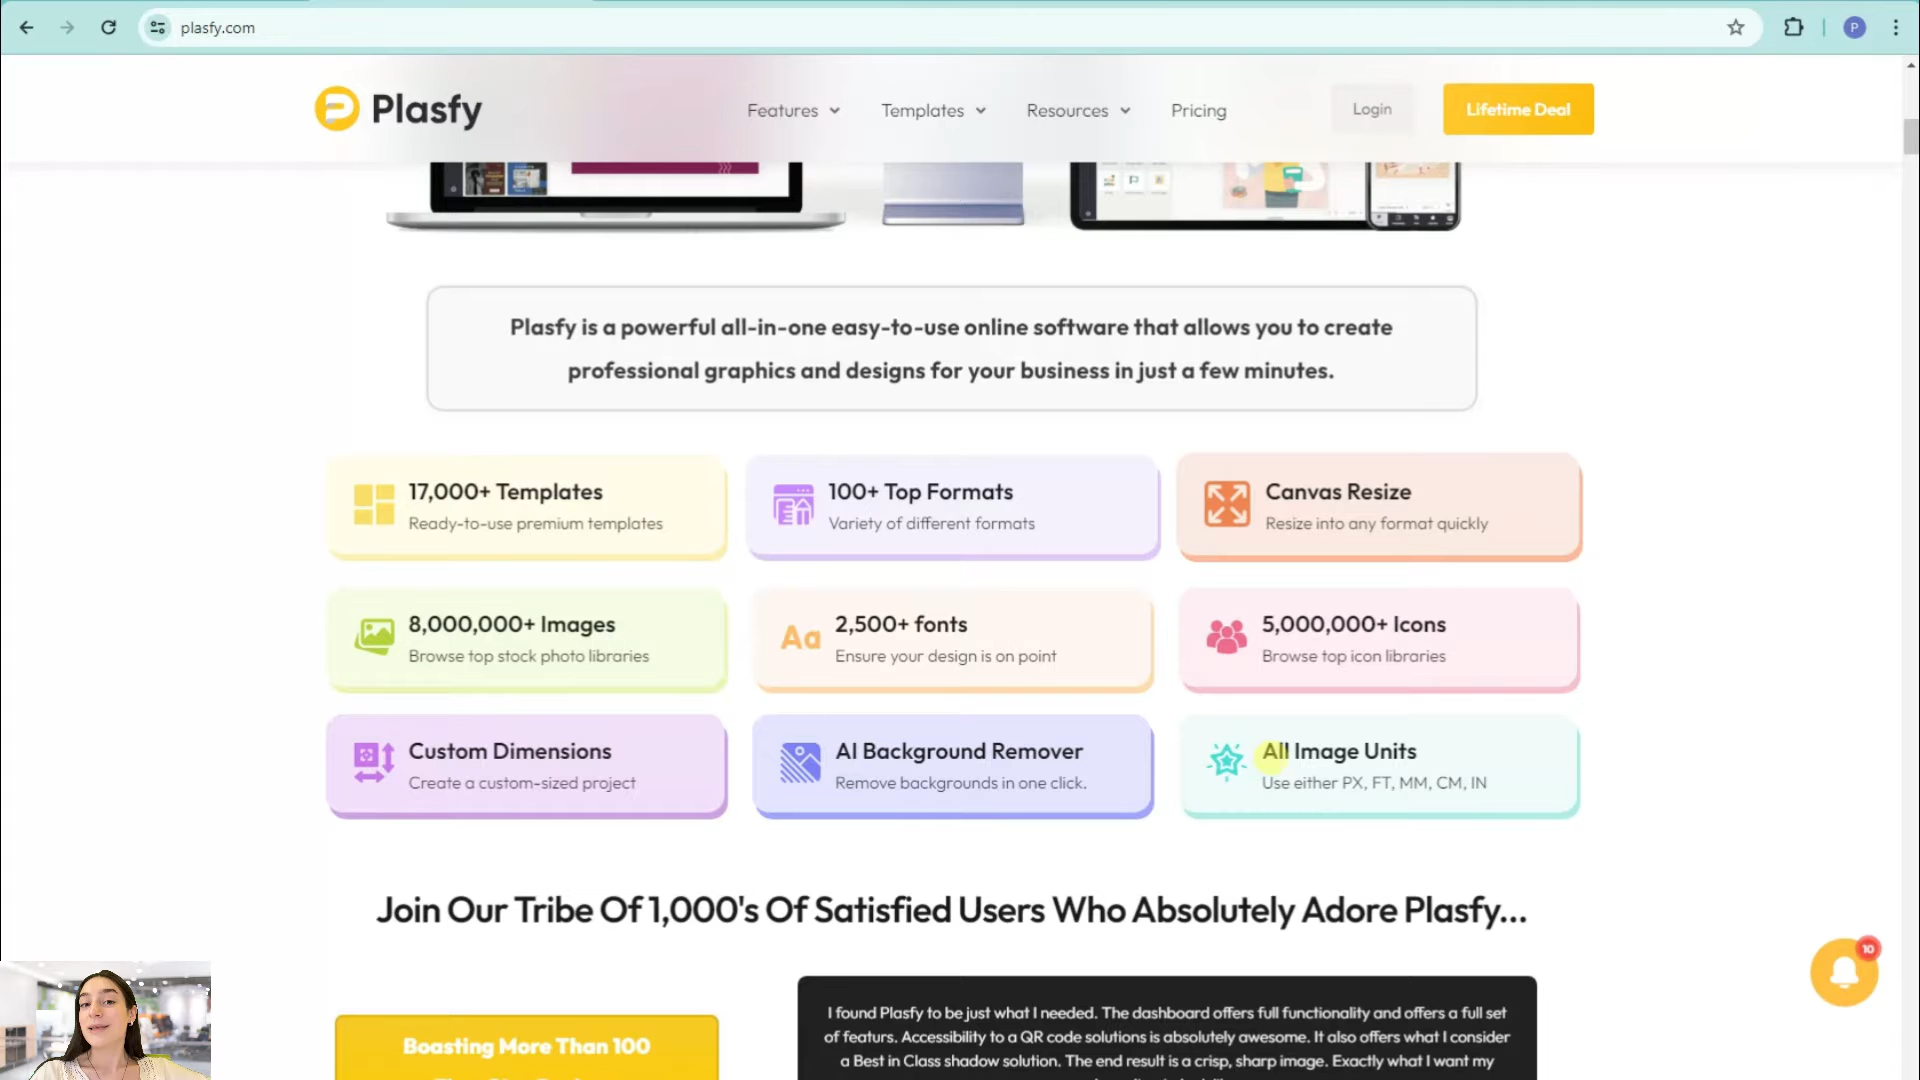 plasfy.com
P
Plasfy
Features
Templates
Resources
Pricing
Login
Lifetime Deal
Plasfy is a powerful all-in-one easy-to-use online software that allows you to create
professional graphics and designs for your business in just a few minutes.
17,000+ Templates
Ready-to-use premium templates
100+ Top Formats
Variety of different formats
Canvas Resize
Resize into any format quickly
8,000,000+ Images
Browse top stock photo libraries
Aa
2,500+ fonts
Ensure your design is on point
5,000,000+ Icons
Browse top icon libraries
Custom Dimensions
Create a custom-sized project
AI Background Remover
Remove backgrounds in one click.
All Image Units
Use either PX, FT, MM, CM, IN
Join Our Tribe Of 1,000's Of Satisfied Users Who Absolutely Adore Plasfy...
10
Boasting More Than 100
I found Plasfy to be just what I needed. The dashboard offers full functionality and offers a full set
of featurs. Accessibility to a QR code solutions is absolutely awesome. It also offers what I consider
a Best in Class shadow solution. The end result is a crisp, sharp image. Exactly what I want my